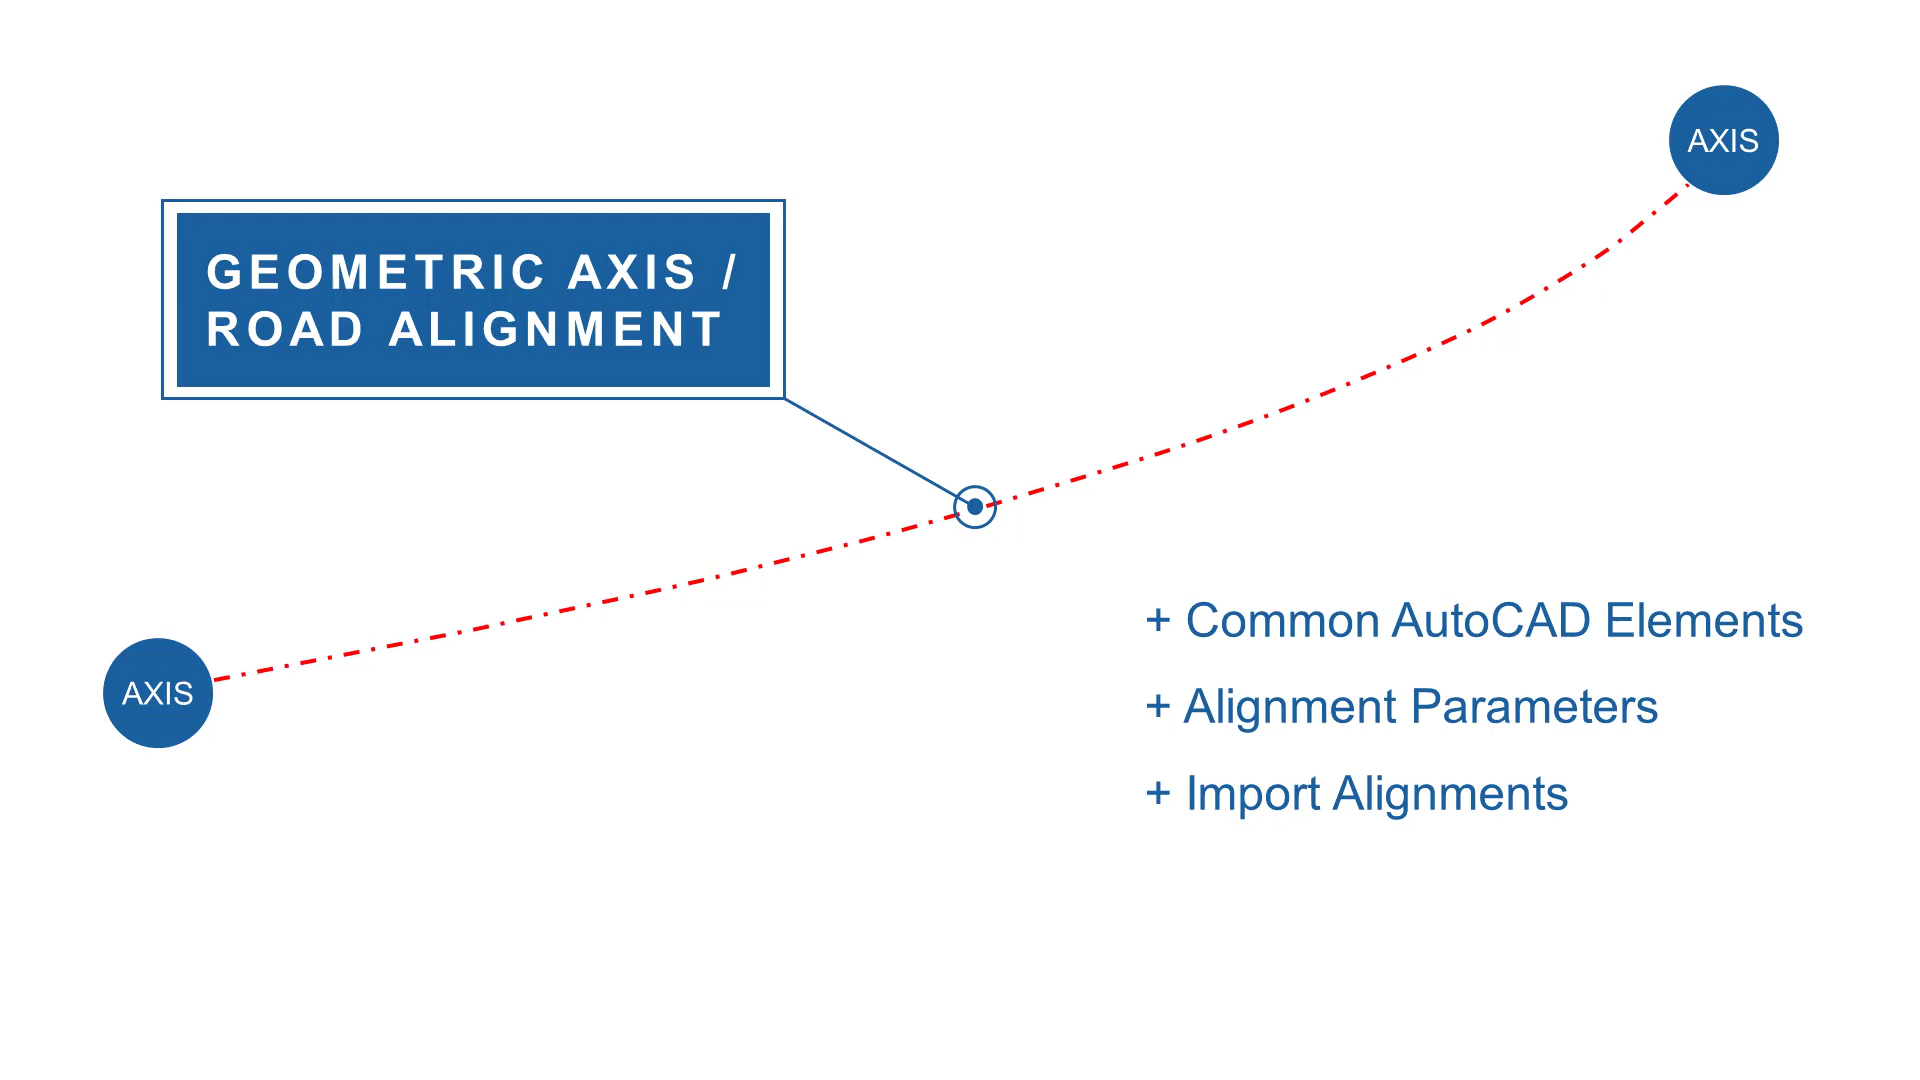 AXIS
GEOMETRIC AXIS /
ROAD ALIGNMENT
+ Common AutoCAD Elements
AXIS
+ Alignment Parameters
+ Import Alignments